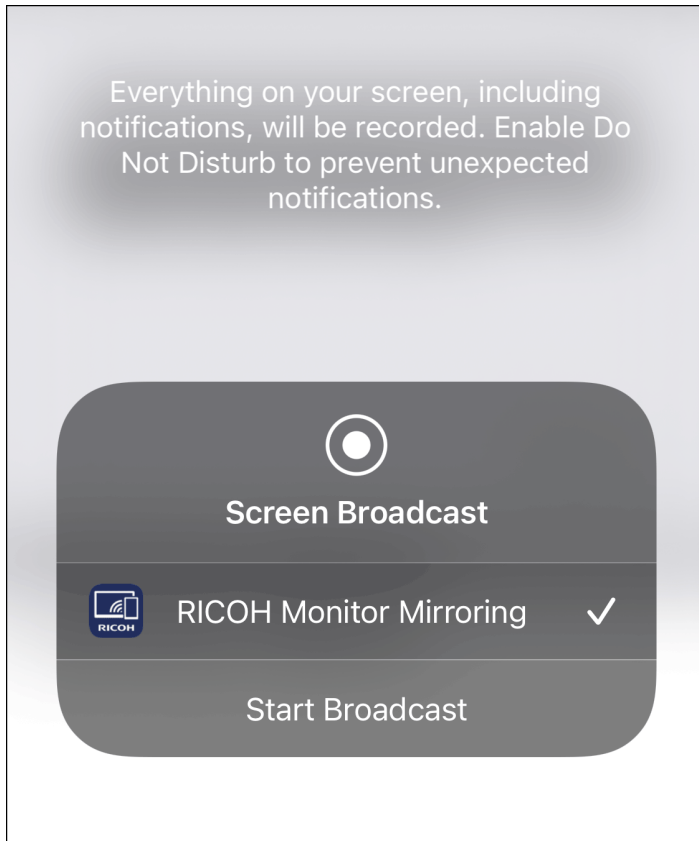 Everything on your screen, including
notifications, will be recorded. Enable Do
Not Disturb to prevent unexpected
notifications.
Screen Broadcast
RICOH
RICOH Monitor Mirroring
Start Broadcast